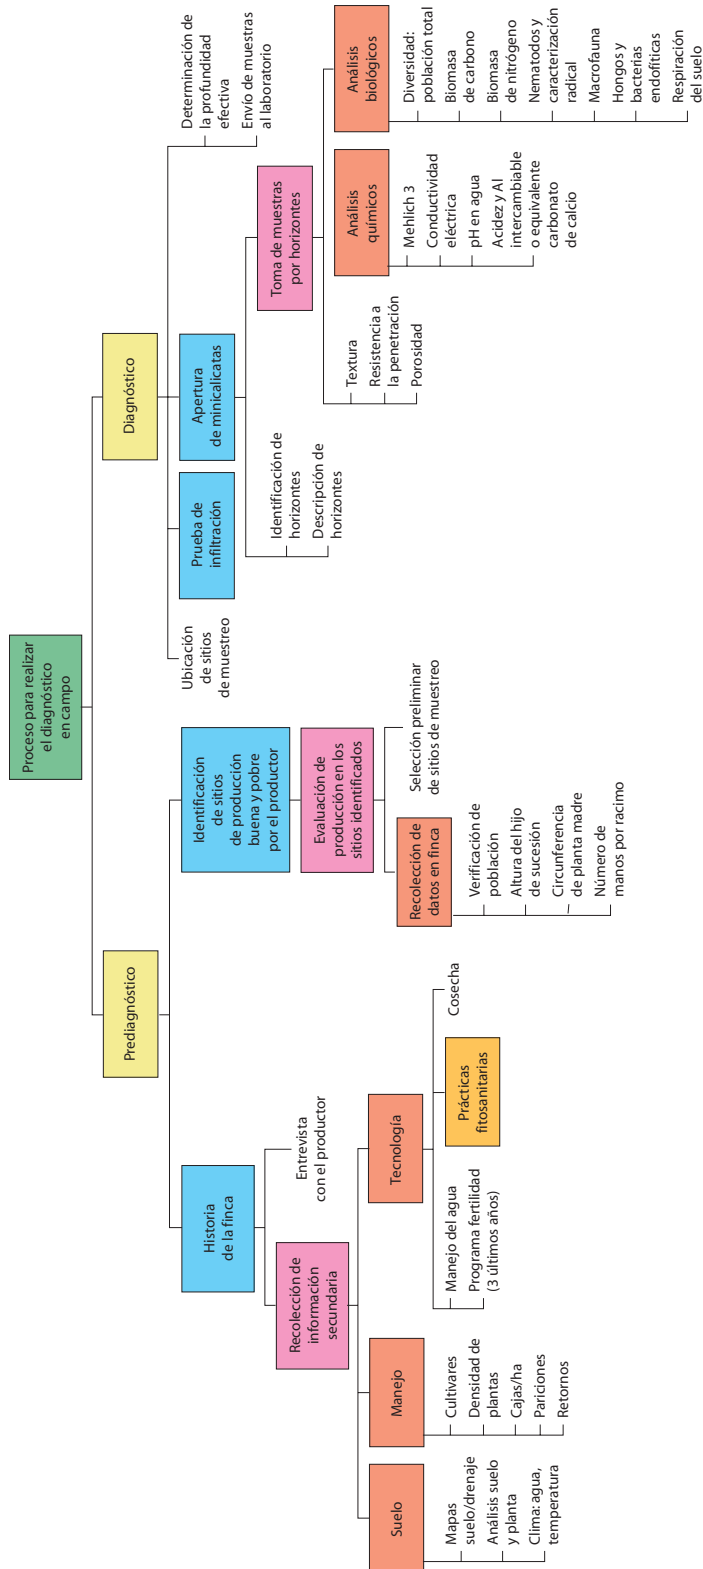 Proceso para realizar
el diagnóstico
en campo
Prediagnóstico
Historia
de la finca
Recolección de
información
secundaria
Suelo
Mapas
suelo/drenaje
Análisis suelo
y planta
Clima: agua,
temperatura
Manejo
Cultivares
Densidad de
plantas
Cajas/ha
Pariciones
Retornos
Tecnología
Manejo del agua
Programa fertilidad
(3 últimos años)
Prácticas
fitosanitarias
Cosecha
Entrevista
con el productor
Identificación
de sitios
de producción
buena y pobre
por el productor
Evaluación de
producción en los
sitios identificados
Recolección de
datos en finca
Verificación de
población
Altura del hijo
de sucesión
Circunferencia
de planta madre
Número de
manos por racimo
Selección preliminar
de sitios de muestreo
Diagnóstico
Ubicación
de sitios
de muestreo
Prueba de
infiltración
Apertura
de minicalicatas
Identificación de
horizontes
Descripción de
horizontes
Toma de muestras
por horizontes
Textura
Resistencia a
la penetración
Porosidad
Análisis
químicos
Mehlich 3
Conductividad
eléctrica
pH en agua
Acidez y Al
intercambiable
o equivalente
carbonato
de calcio
Análisis
biológicos
Diversidad:
población total
Biomasa
de carbono
Biomasa
de nitrógeno
Nematodos y
caracterización
radical
Macrofauna
Hongos y
bacterias
endofíticas
Respiración
del suelo
Determinación de
la profundidad
efectiva
Envío de muestras
al laboratorio